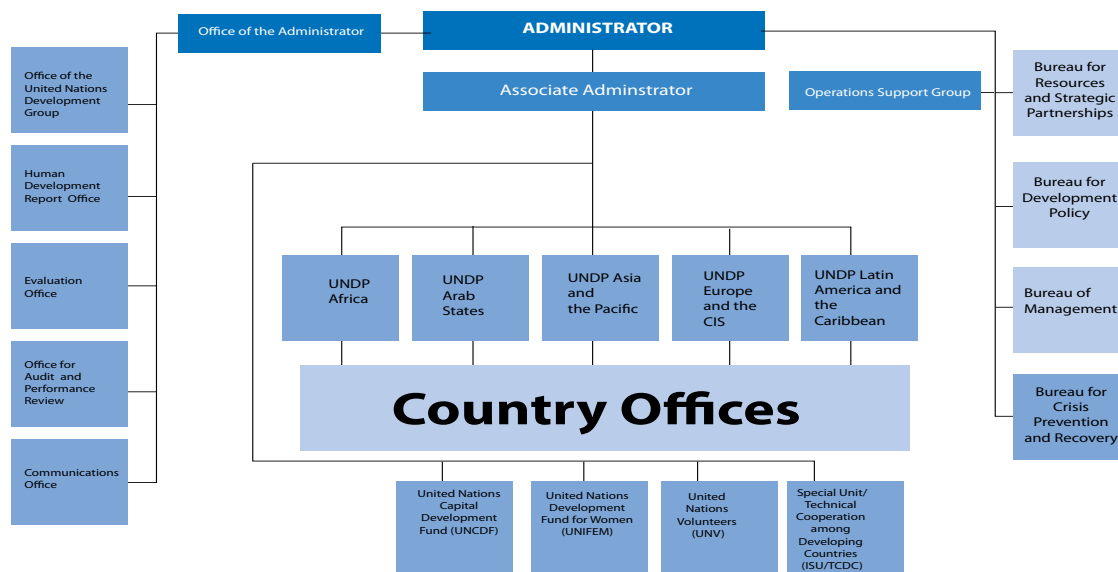 ADMINISTRATOR
Office of the Administrator
Associate Adminstrator
Operations Support Group
Office of the
United Nations
Development
Group
Human
Development
Report Office
Evaluation
Office
Office for
Audit and
Performance
Review
Communications
Office
Bureau for
Resources
and Strategic
Partnerships
Bureau for
Development
Policy
Bureau of
Management
Bureau for
Crisis
Prevention
and Recovery
UNDP
Africa
UNDP
Arab
States
UNDP Asia
and
the Pacific
UNDP
Europe
and the
CIS
UNDP Latin
America and
the
Caribbean
Country Offices
United Nations
Capital
Development
Fund (UNCDF)
United Nations
Development
Fund for Women
(UNIFEM)
United
Nations
Volunteers
(UNV)
Special Unit/
Technical
Cooperation
among
Developing
Countries
(ISU/TCDC)